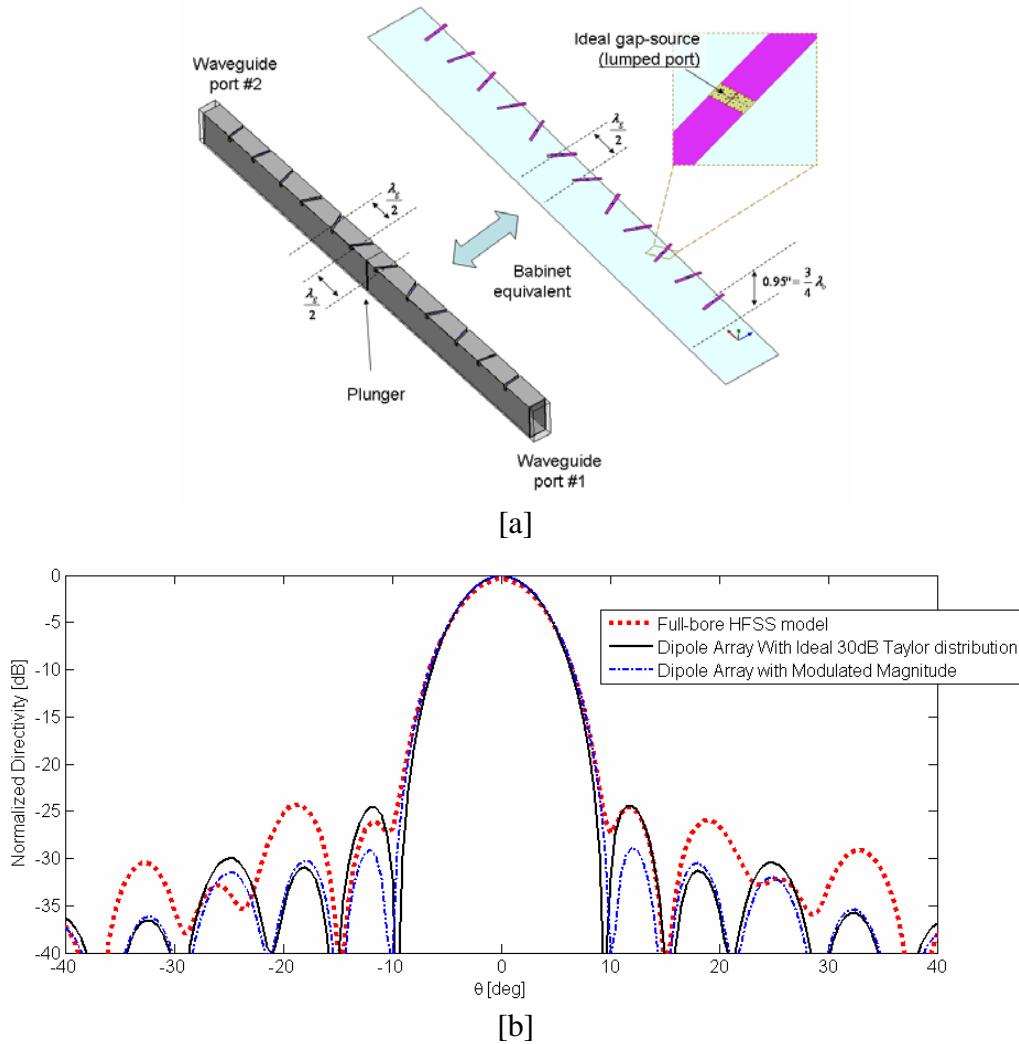 Ideal gap-source
(lumped port)
Waveguide
port #2
λg/2
λg/2
λg/2
Babinet
equivalent
0.95"= 3/4 λo
Plunger
Waveguide
port #1
[a]
Normalized Directivity [dB]
0
-5
-10
-15
-20
-25
-30
-35
-40
Full-bore HFSS model
Dipole Array With Ideal 30dB Taylor distribution
Dipole Array with Modulated Magnitude
-40 -30 -20 -10 0 10 20 30 40
θ [deg]
[b]